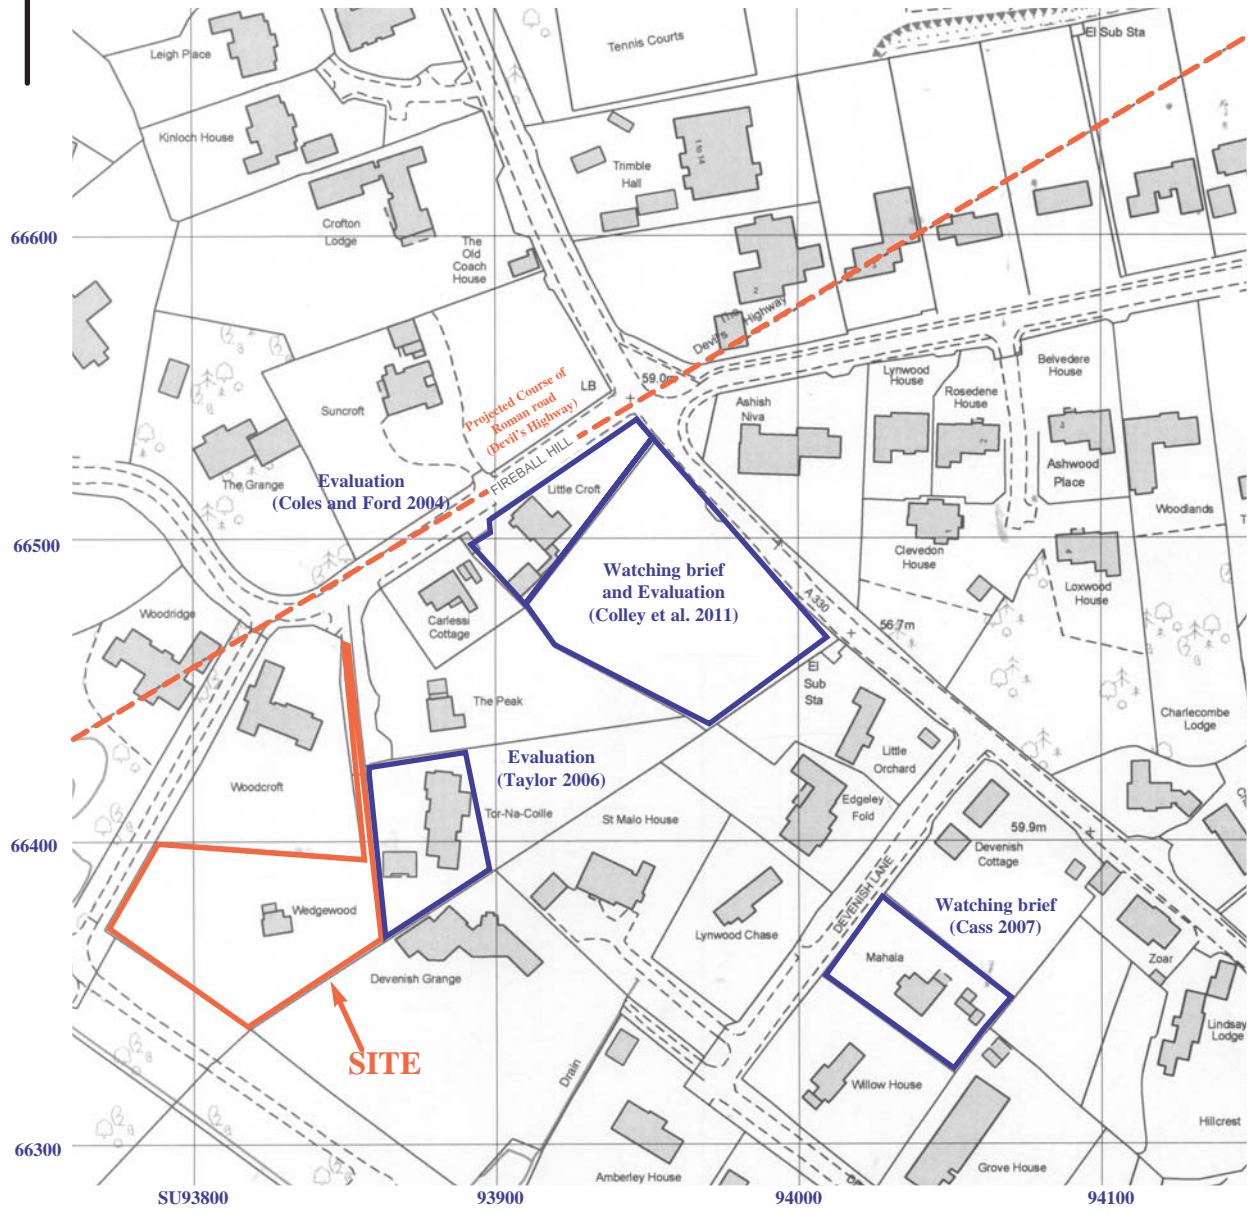 El Sub Sta
Tennis Courts
Leigh Place
Kinloch House
1 to 14
Trimble
Hall
Crofton
Lodge
66600
The
Old
Coach
House
2
The
Devil's Highway
59.0m
LB
Projected Course of
Roman road
(Devil's Highway)
FIREBALL HILL
Suncroft
The Grange
Evaluation
(Coles and Ford 2004)
Little Croft
Lynwood
House
Rosedene
House
Belvedere
House
Ashish
Niva
2
Ashwood
Place
Woodlands
66500
Clevedon
House
Loxwood
House
Watching brief
and Evaluation
(Colley et al. 2011)
A 330
56.7m
Woodridge
Carlessi
Cottage
El
Sub
Sta
The Peak
Charlecombe
Lodge
Little
Orchard
Evaluation
(Taylor 2006)
Woodcroft
Tor-Na-Coille
St Malo House
Edgeley
Fold
59.9m
Devenish
Cottage
66400
DEVENISH LANE
Wedgewood
Lynwood Chase
Watching brief
(Cass 2007)
Mahala
Zoar
Devenish Grange
Lindsay
Lodge
SITE
Drain
Willow House
Hillcrest
66300
Amberley House
Grove House
SU93800
93900
94000
94100